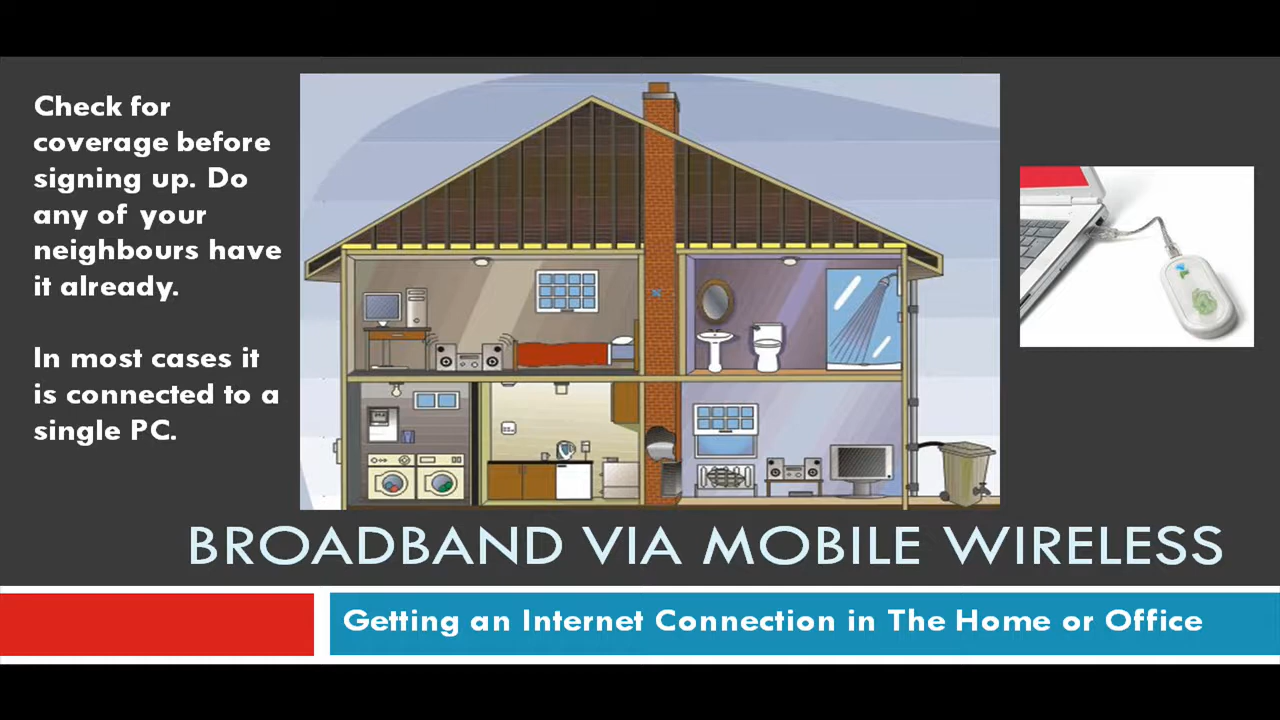 Check for
coverage before
signing up. Do
any of your
neighbours have
it already.
In most cases it
is connected to a
single PC.
BROADBAND VIA MOBILE WIRELESS
Getting an Internet Connection in The Home or Office